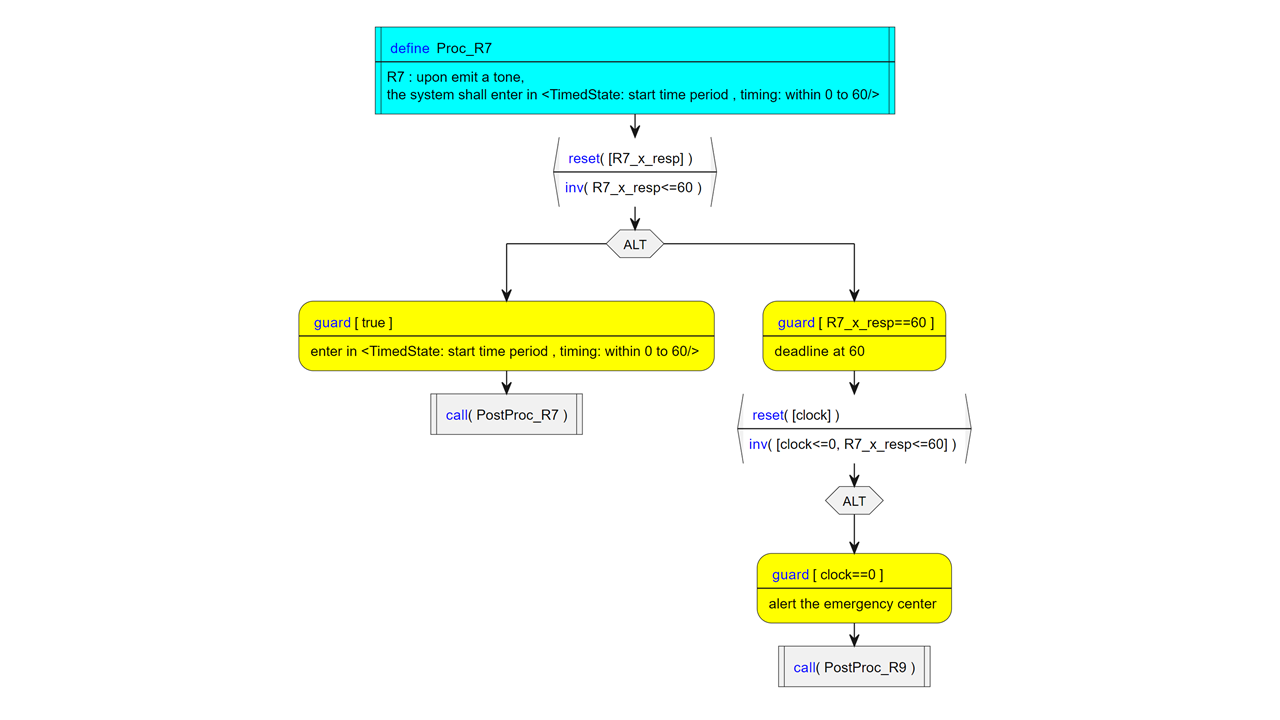 define Proc_R7
R7 : upon emit a tone,
the system shall enter in <TimedState: start time period , timing: within 0 to 60/>
reset( [R7_x_resp] )
inv( R7_x_resp<=60 )
ALT
guard [ true ]
enter in <TimedState: start time period , timing: within 0 to 60/>
call( PostProc_R7 )
guard [ R7_x_resp==60 ]
deadline at 60
reset( [clock] )
inv( [clock<=0, R7_x_resp<=60] )
ALT
guard [ clock==0 ]
alert the emergency center
call( PostProc_R9 )